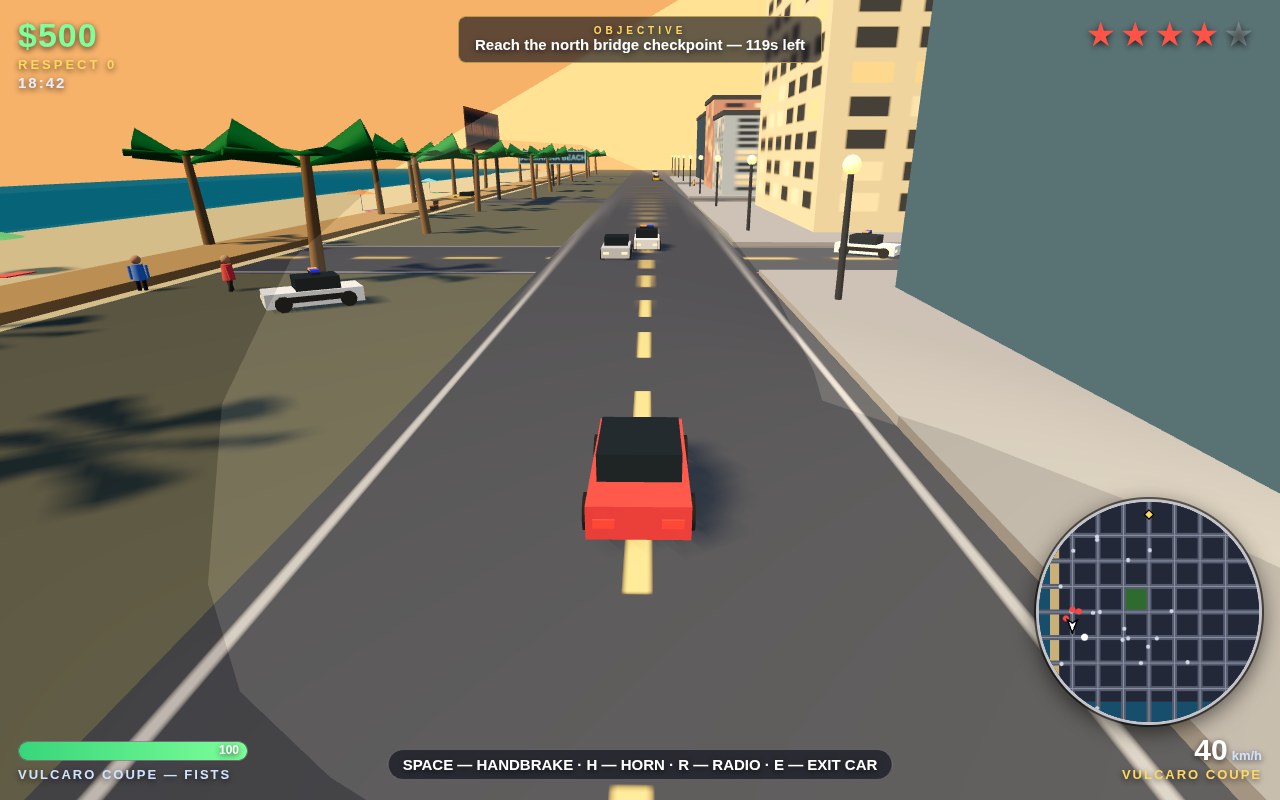 $500
RESPECT 0
18:42
OBJECTIVE
Reach the north bridge checkpoint — 119s left
BEACH
100
VULCARO COUPE — FISTS
SPACE — HANDBRAKE · H — HORN · R — RADIO · E — EXIT CAR
40 km/h
VULCARO COUPE